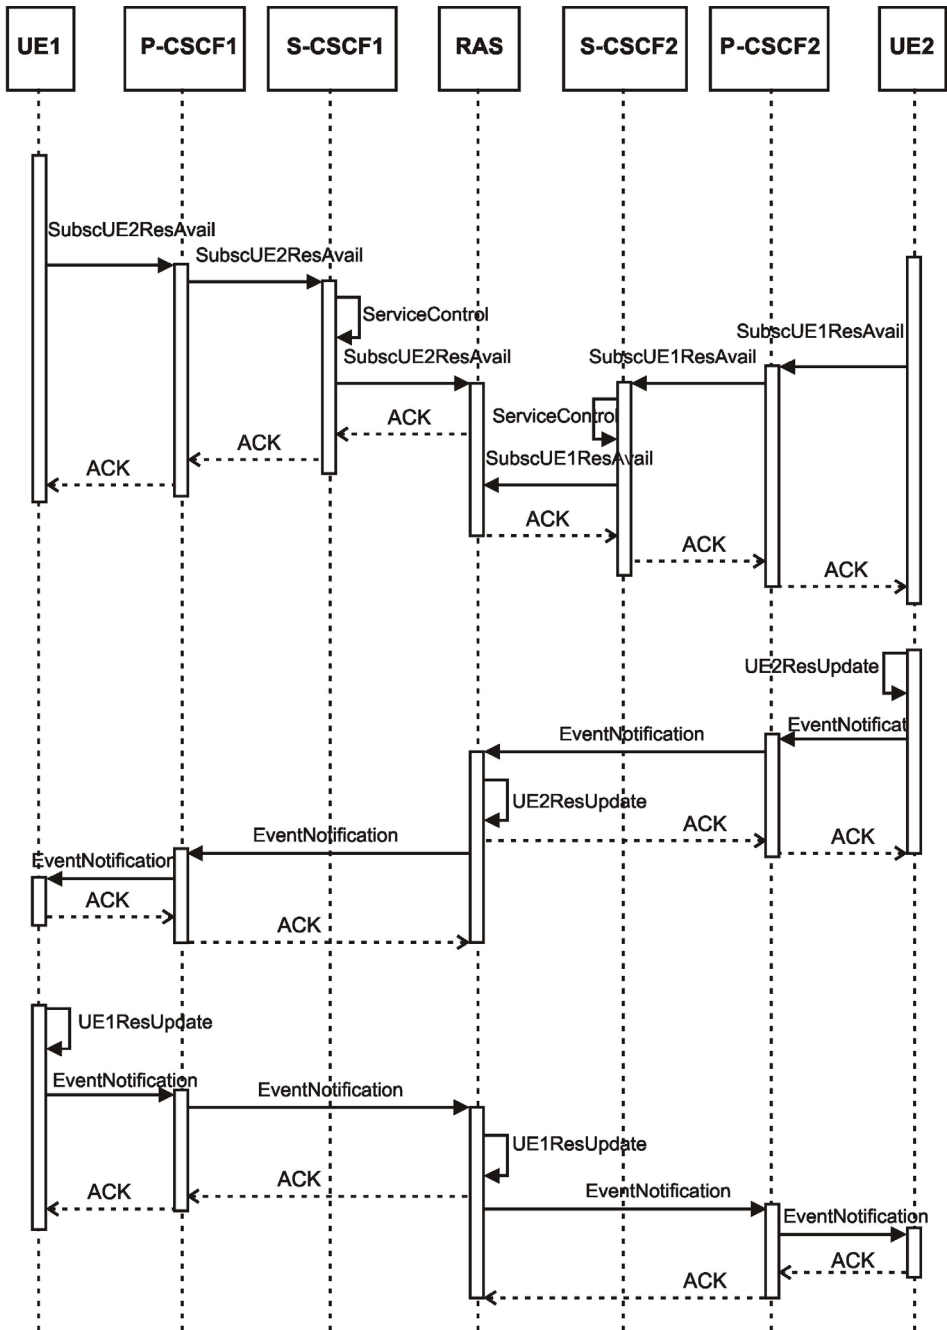 UE1 P-CSCF1 S-CSCF1 RAS S-CSCF2 P-CSCF2 UE2
SubscUE2ResAvail
SubscUE2ResAvail
ServiceControl
SubscUE1ResAvail
SubscUE2ResAvail
SubscUE1ResAvail
ACK
ServiceControl
ACK
SubscUE1ResAvail
ACK
ACK
ACK
ACK
UE2ResUpdate
EventNotificat
EventNotification
UE2ResUpdate
ACK
ACK
EventNotification
EventNotification
ACK
ACK
UE1ResUpdate
EventNotification
EventNotification
UE1ResUpdate
ACK
ACK
EventNotification
EventNotification
ACK
ACK